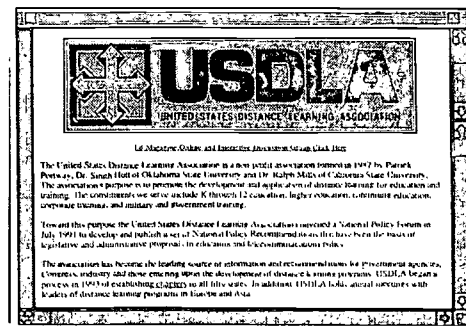 USDLA
UNITED STATES DISTANCE LEARNING ASSOCIATION
Ed Magazine Online and Interactive Information Group Click Here
The United States Distance Learning Association is a non profit association formed in 1987 by Patrick
Portway, Dr. Smith Holt of Oklahoma State University and Dr. Ralph Mills of California State University.
The association's purpose is to promote the development and application of distance learning for education and
training. The constituents we serve include K through 12 education, higher education, continuing education,
corporate training, and military and government training.
Toward this purpose the United States Distance Learning Association convened a National Policy Forum in
July 1991 to develop and publish a set of National Policy Recommendations that have been the basis of
legislative and administrative proposals in education and telecommunications policy.
The association has become the leading source of information and recommendations for government agencies,
Congress, industry and those entering upon the development of distance learning programs. USDLA began a
process in 1993 of establishing chapters in all fifty states. In addition, USDLA holds annual meetings with
leaders of distance learning programs in Europe and Asia.